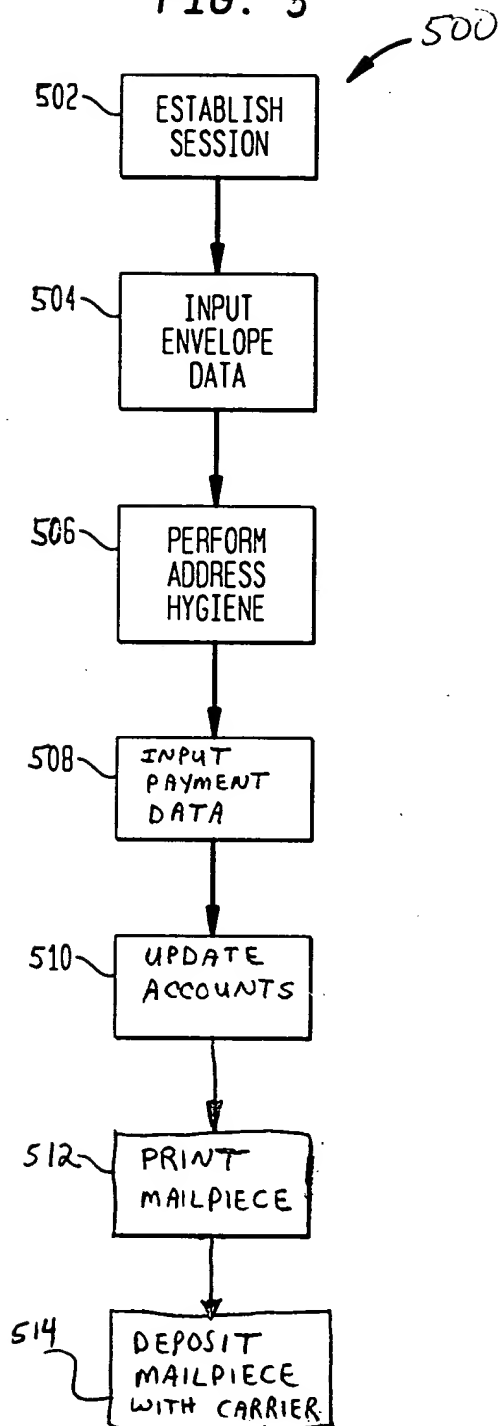 FIG. 5
500
502
ESTABLISH
SESSION
504
INPUT
ENVELOPE
DATA
506
PERFORM
ADDRESS
HYGIENE
508
INPUT
PAYMENT
DATA
510
UPDATE
ACCOUNTS
512
PRINT
MAILPIECE
514
DEPOSIT
MAILPIECE
WITH CARRIER